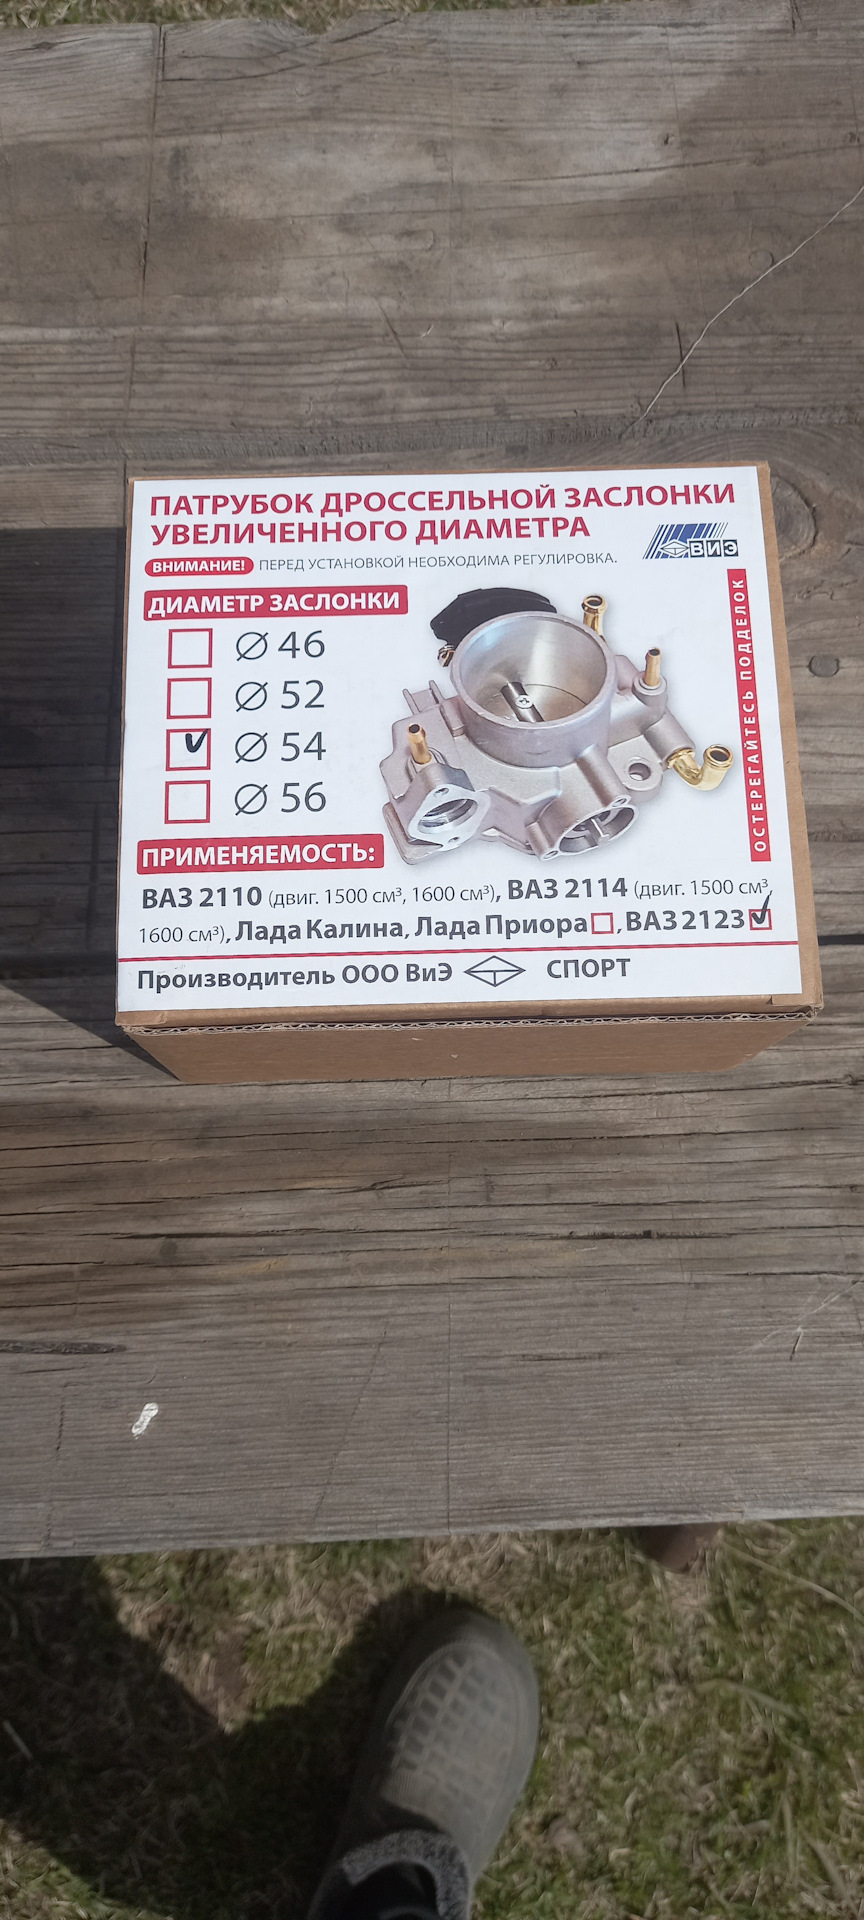 ПАТРУБОК ДРОССЕЛЬНОЙ ЗАСЛОНКИ
УВЕЛИЧЕННОГО ДИАМЕТРА
ВиЭ
ВНИМАНИЕ! ПЕРЕД УСТАНОВКОЙ НЕОБХОДИМА РЕГУЛИРОВКА.
ДИАМЕТР ЗАСЛОНКИ
∅ 46
∅ 52
∅ 54
∅ 56
ОСТЕРЕГАЙТЕСЬ ПОДДЕЛОК
ПРИМЕНЯЕМОСТЬ:
ВАЗ 2110 (двиг. 1500 см³, 1600 см³), ВАЗ 2114 (двиг. 1500 см³,
1600 см³), Лада Калина, Лада Приора, ВАЗ 2123
Производитель ООО ВиЭ СПОРТ